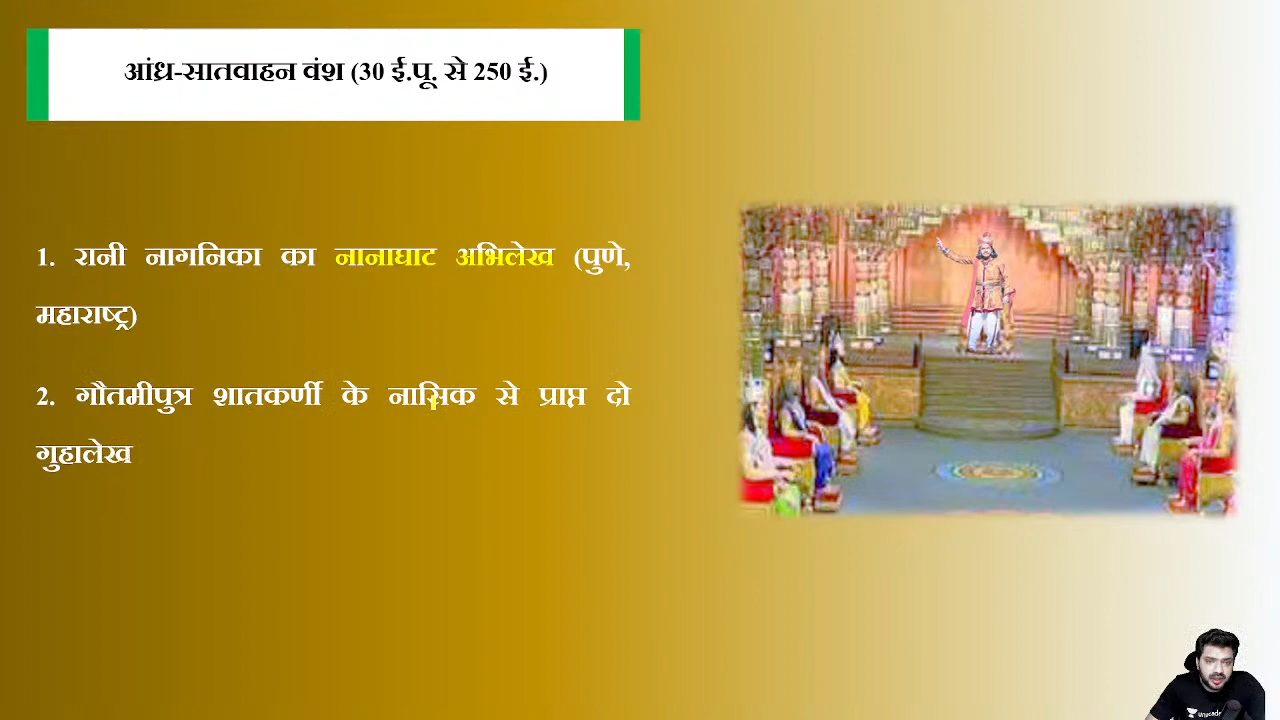 आंध्र-सातवाहन वंश (30 ई.पू. से 250 ई.)
1. रानी नागनिका का नानाघाट अभिलेख (पुणे,
महाराष्ट्र)
2. गौतमीपुत्र शातकर्णी के नासिक से प्राप्त दो
गुहालेख